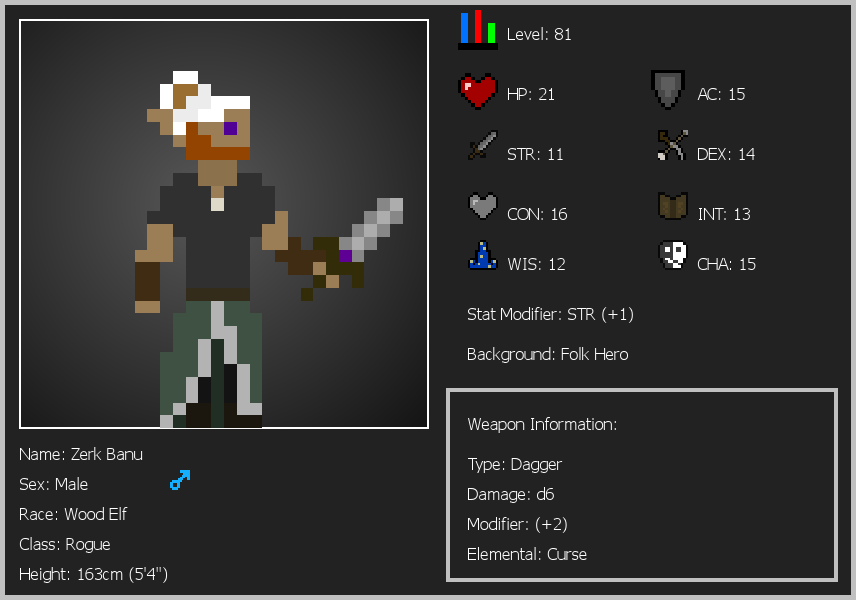 Level: 81
HP: 21
AC: 15
STR: 11
DEX: 14
CON: 16
INT: 13
WIS: 12
CHA: 15
Stat Modifier: STR (+1)
Background: Folk Hero
Weapon Information:
Type: Dagger
Damage: d6
Modifier: (+2)
Elemental: Curse
Name: Zerk Banu
Sex: Male
Race: Wood Elf
Class: Rogue
Height: 163cm (5'4")